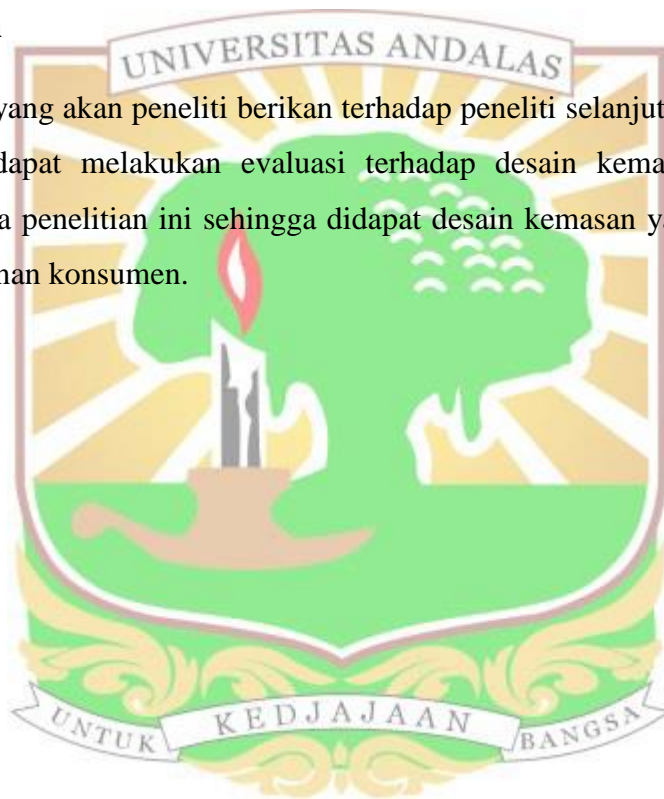 UNIVERSITAS ANDALAS
yang akan peneliti berikan terhadap peneliti selanjut
dapat melakukan evaluasi terhadap desain kema
a penelitian ini sehingga didapat desain kemasan ya
nan konsumen.
UNTUK KEDJAJAAN BANGSA